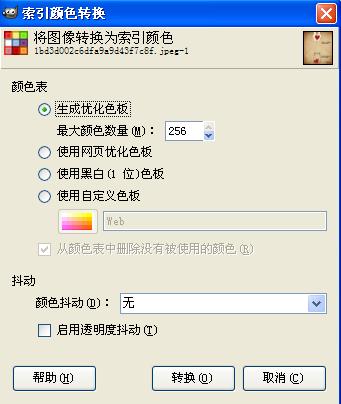 索引颜色转换
将图像转换为索引颜色
1bd3d002c6dfa9a9d43f7c8f.jpeg-1
颜色表
生成优化色板
最大颜色数量(M)： 256
使用网页优化色板
使用黑白(1 位)色板
使用自定义色板
Web
从颜色表中删除没有被使用的颜色(R)
抖动
颜色抖动(D)： 无
启用透明度抖动(T)
帮助(H) 转换(O) 取消(C)